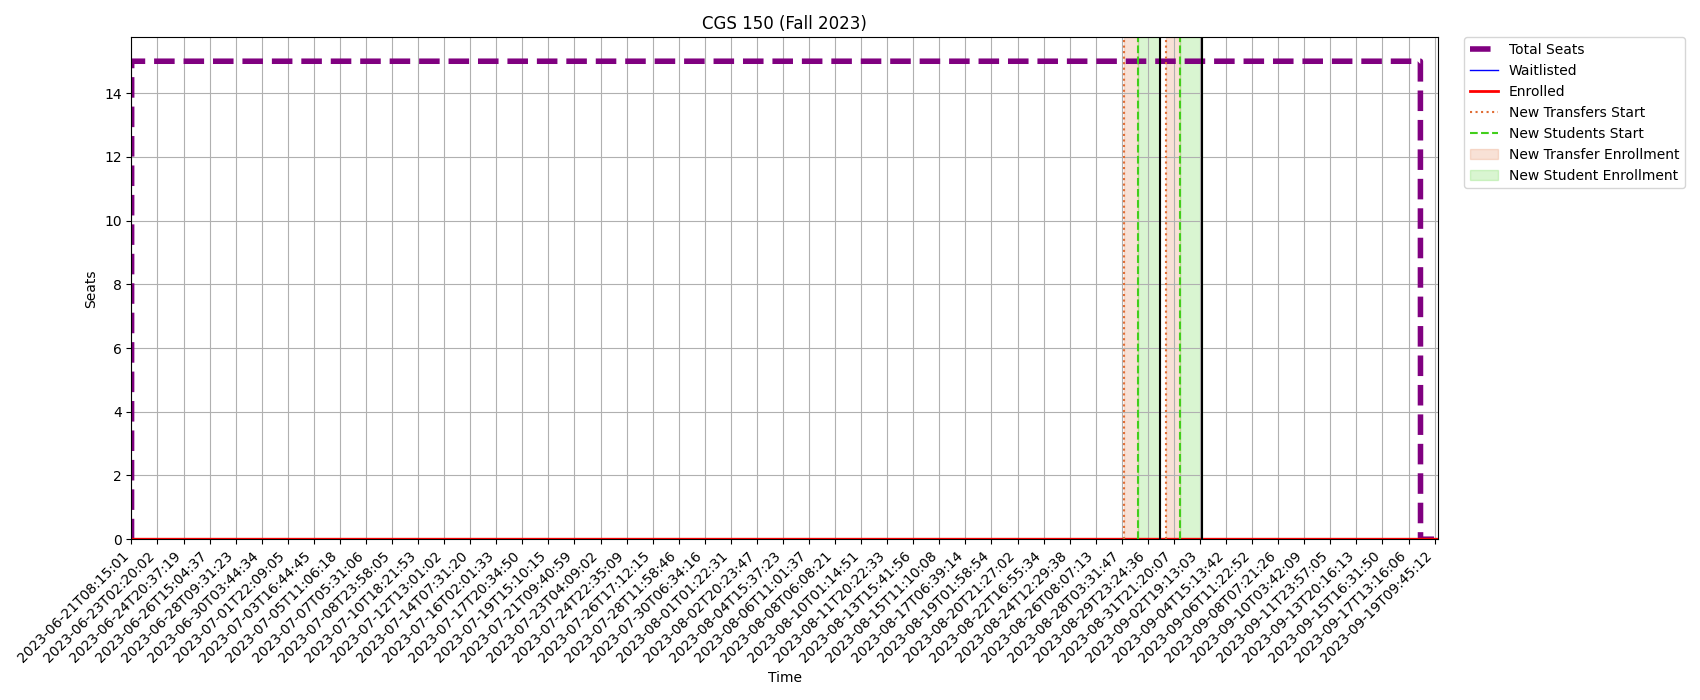 CGS 150 (Fall 2023)
Total Seats
Waitlisted
Enrolled
New Transfers Start
New Students Start
New Transfer Enrollment
New Student Enrollment
Seats
14
12
10
8
6
4
2
0
2023-06-21T08:15:01
2023-06-23T02:20:02
2023-06-24T20:37:19
2023-06-26T15:04:37
2023-06-28T09:31:23
2023-06-30T03:44:34
2023-07-01T22:09:05
2023-07-03T16:44:45
2023-07-05T11:06:18
2023-07-07T05:31:06
2023-07-08T23:58:05
2023-07-10T18:21:53
2023-07-12T13:01:02
2023-07-14T07:31:20
2023-07-16T02:01:33
2023-07-17T20:34:50
2023-07-19T15:10:15
2023-07-21T09:40:59
2023-07-23T04:09:02
2023-07-24T22:35:09
2023-07-26T17:12:15
2023-07-28T11:58:46
2023-07-30T06:34:16
2023-08-01T01:22:31
2023-08-02T20:23:47
2023-08-04T15:37:23
2023-08-06T11:01:37
2023-08-08T06:08:21
2023-08-10T01:14:51
2023-08-11T20:22:33
2023-08-13T15:41:56
2023-08-15T11:10:08
2023-08-17T06:39:14
2023-08-19T01:58:54
2023-08-20T21:27:02
2023-08-22T16:55:34
2023-08-24T12:29:38
2023-08-26T08:07:13
2023-08-28T03:31:47
2023-08-29T23:24:36
2023-08-31T21:20:07
2023-09-02T19:13:03
2023-09-04T15:13:42
2023-09-06T11:22:52
2023-09-08T07:21:26
2023-09-10T03:42:09
2023-09-11T23:57:05
2023-09-13T20:16:13
2023-09-15T16:31:50
2023-09-17T13:16:06
2023-09-19T09:45:12
Time